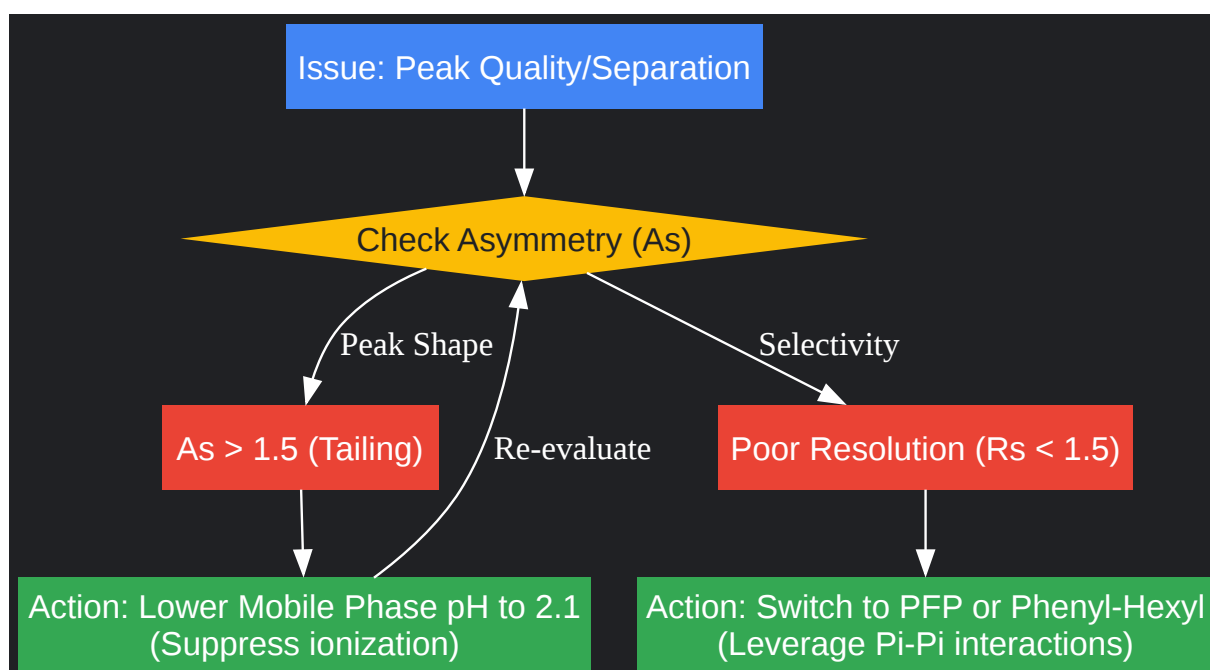 Issue: Peak Quality/Separation
Check Asymmetry (As)
Peak Shape
Selectivity
As > 1.5 (Tailing)
Re-evaluate
Poor Resolution (Rs < 1.5)
Action: Lower Mobile Phase pH to 2.1
(Suppress ionization)
Action: Switch to PFP or Phenyl-Hexyl
(Leverage Pi-Pi interactions)